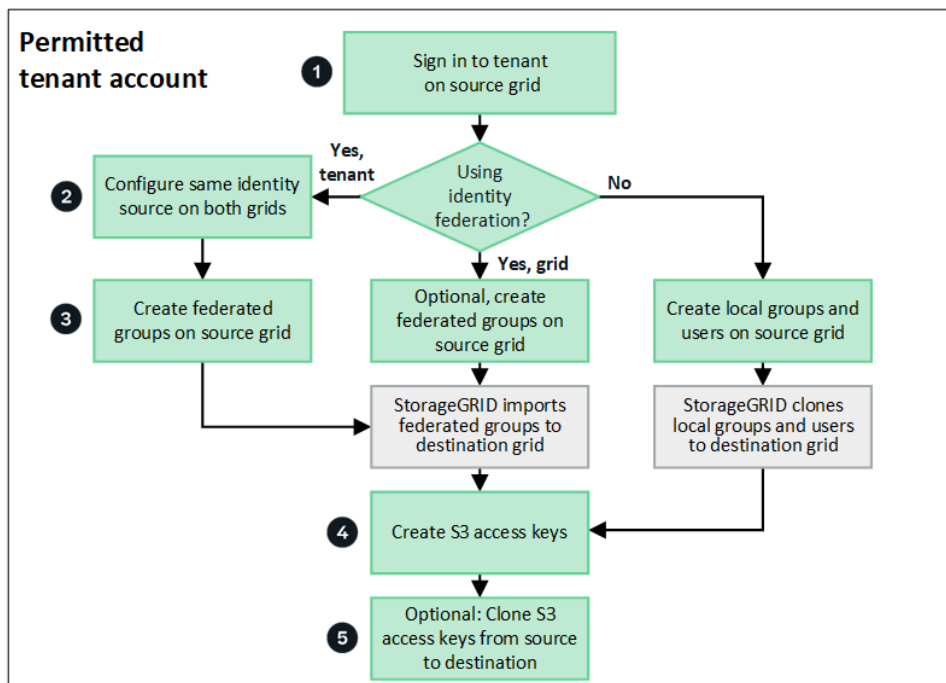 Permitted
tenant account
1
Sign in to tenant
on source grid
Using
identity
federation?
Yes,
tenant
No
Yes, grid
2
Configure same identity
source on both grids
3
Create federated
groups on source grid
Optional, create
federated groups on
source grid
Create local groups and
users on source grid
StorageGRID imports
federated groups to
destination grid
StorageGRID clones
local groups and users
to destination grid
4
Create S3 access keys
5
Optional: Clone S3
access keys from source
to destination